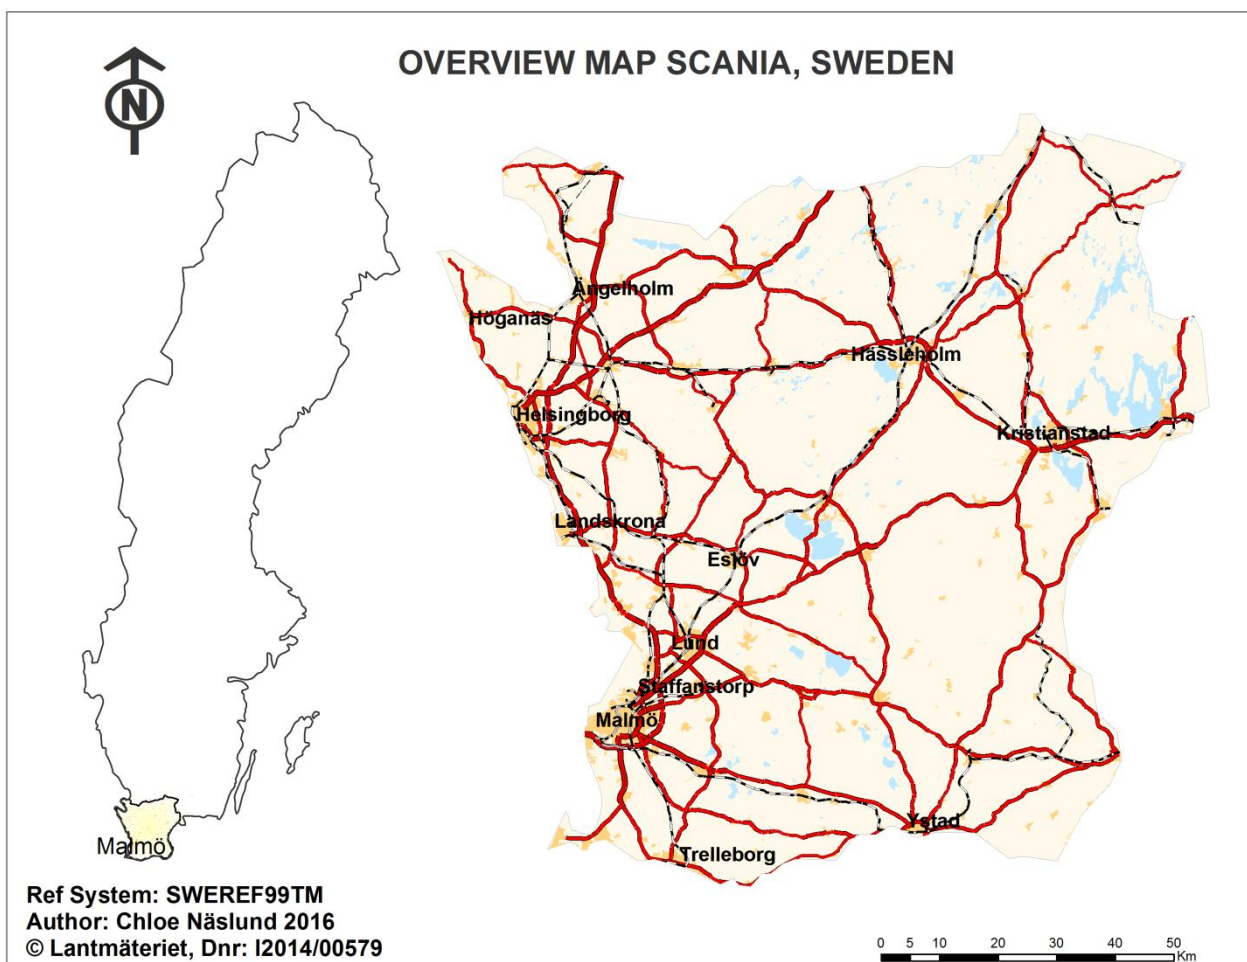 OVERVIEW MAP SCANIA, SWEDEN
N
Ängelholm
Höganäs
Hässleholm
Helsingborg
Kristianstad
Landskrona
Eslöv
Lund
Staffanstorp
Malmö
Ystad
Malmö
Trelleborg
Ref System: SWEREF99TM
Author: Chloe Näslund 2016
© Lantmäteriet, Dnr: I2014/00579
0 5 10 20 30 40 50
Km